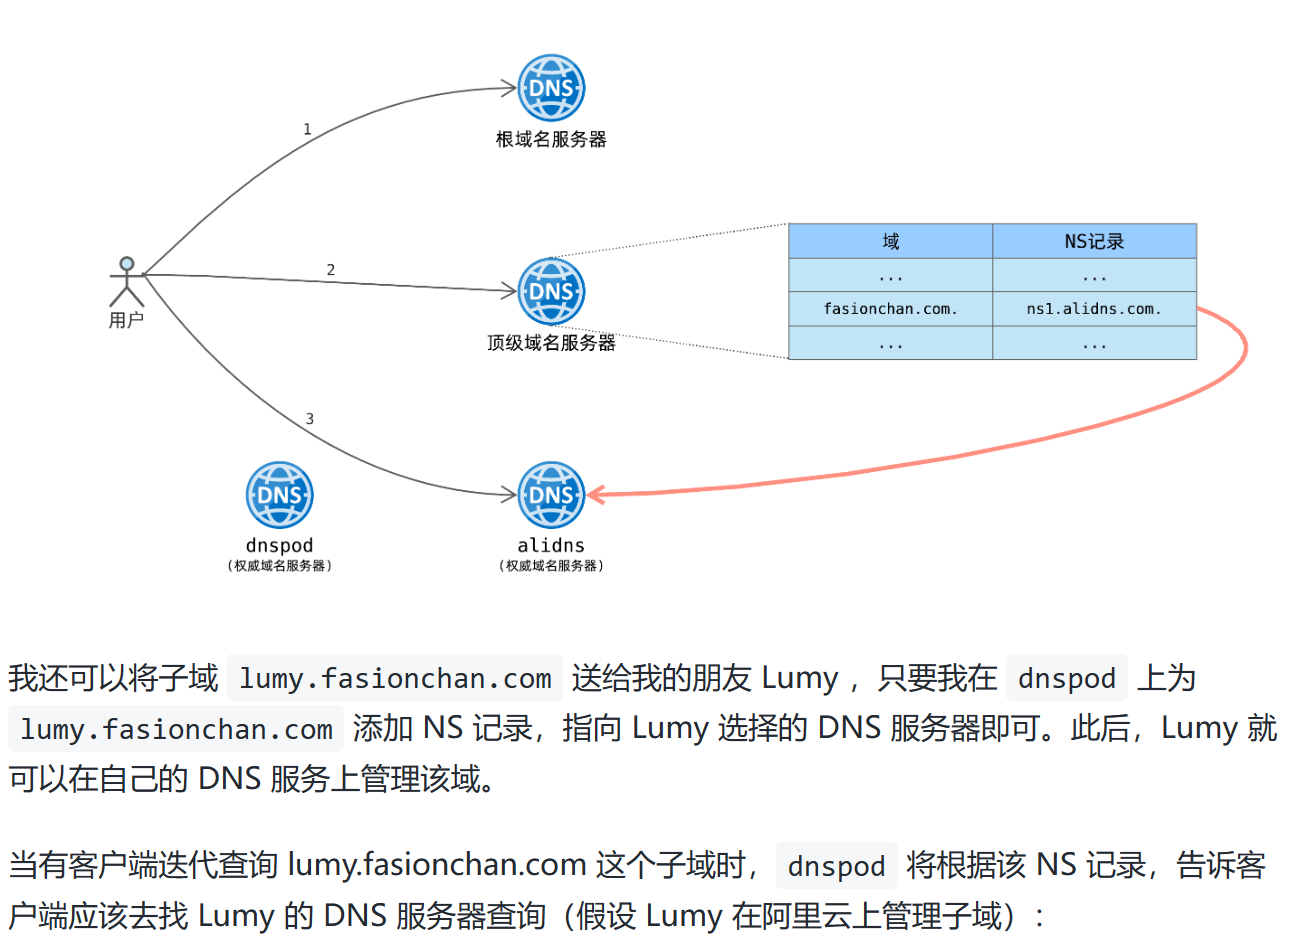 DNS
根域名服务器
1
域 NS记录
... ...
2
DNS
fasionchan.com. ns1.alidns.com.
用户
顶级域名服务器
... ...
3
DNS
DNS
dnspod
alidns
(权威域名服务器)
(权威域名服务器)
我还可以将子域 lumy.fasionchan.com 送给我的朋友 Lumy ，只要我在 dnspod 上为
lumy.fasionchan.com 添加 NS 记录，指向 Lumy 选择的 DNS 服务器即可。此后，Lumy 就
可以在自己的 DNS 服务上管理该域。
当有客户端迭代查询 lumy.fasionchan.com 这个子域时， dnspod 将根据该 NS 记录，告诉客
户端应该去找 Lumy 的 DNS 服务器查询（假设 Lumy 在阿里云上管理子域）：